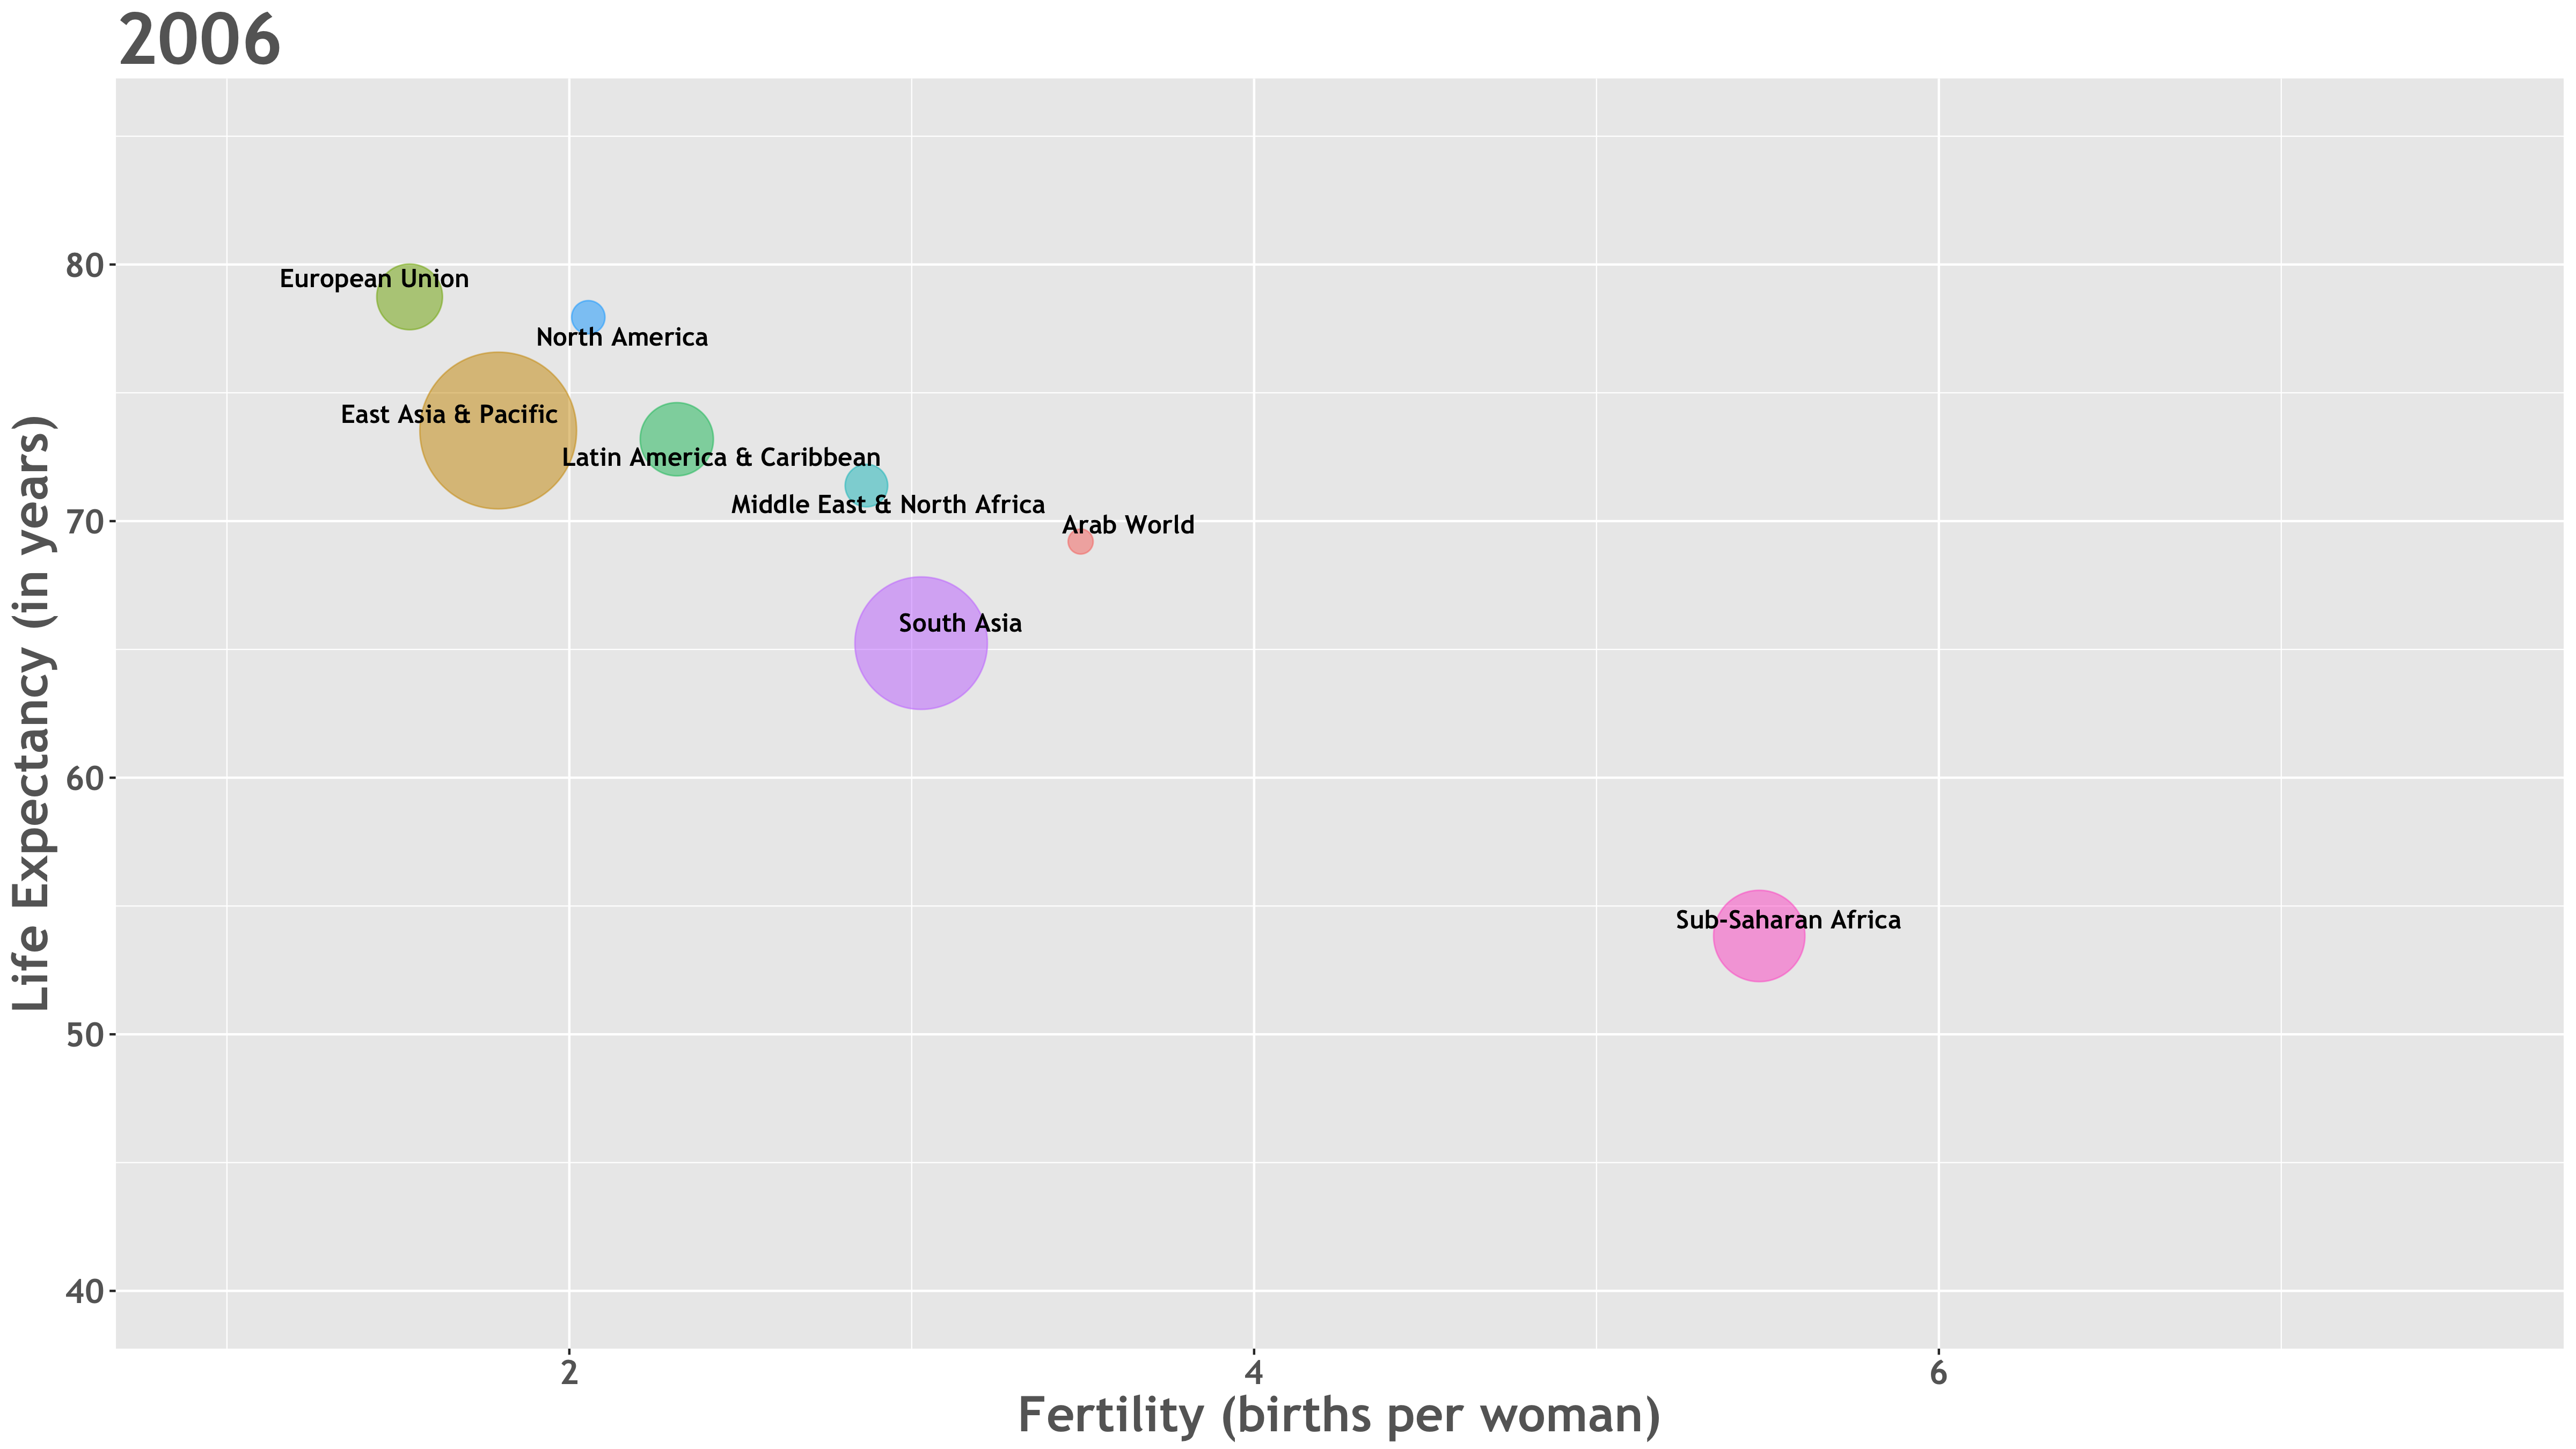 2006
Life Expectancy (in years)
80
70
60
50
40
European Union
North America
East Asia & Pacific
Latin America & Caribbean
Middle East & North Africa
Arab World
South Asia
Sub-Saharan Africa
2
4
6
Fertility (births per woman)